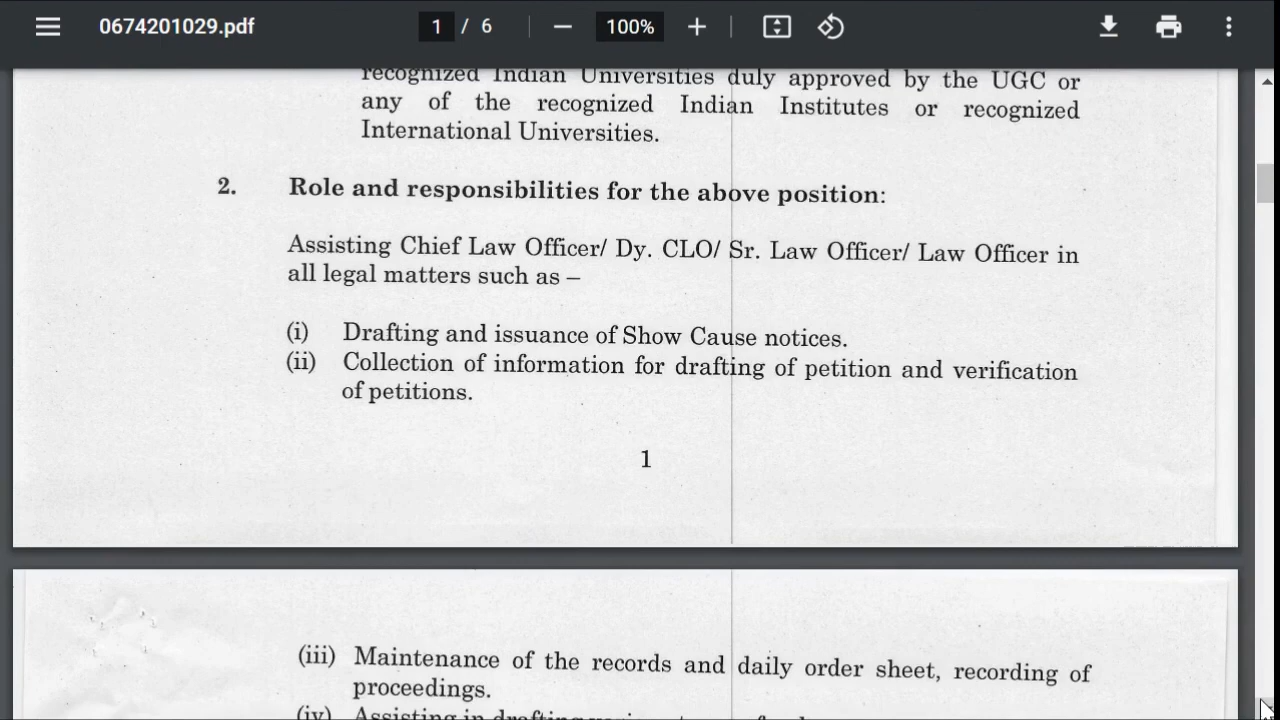 0674201029.pdf
1 / 6
100%
recognized Indian Universities duly approved by the UGC or
any of the recognized Indian Institutes or recognized
International Universities.
2. Role and responsibilities for the above position:
Assisting Chief Law Officer/ Dy. CLO/ Sr. Law Officer/ Law Officer in
all legal matters such as –
(i) Drafting and issuance of Show Cause notices.
(ii) Collection of information for drafting of petition and verification
of petitions.
1
(iii) Maintenance of the records and daily order sheet, recording of
proceedings.
(iv) Assisting in drafting